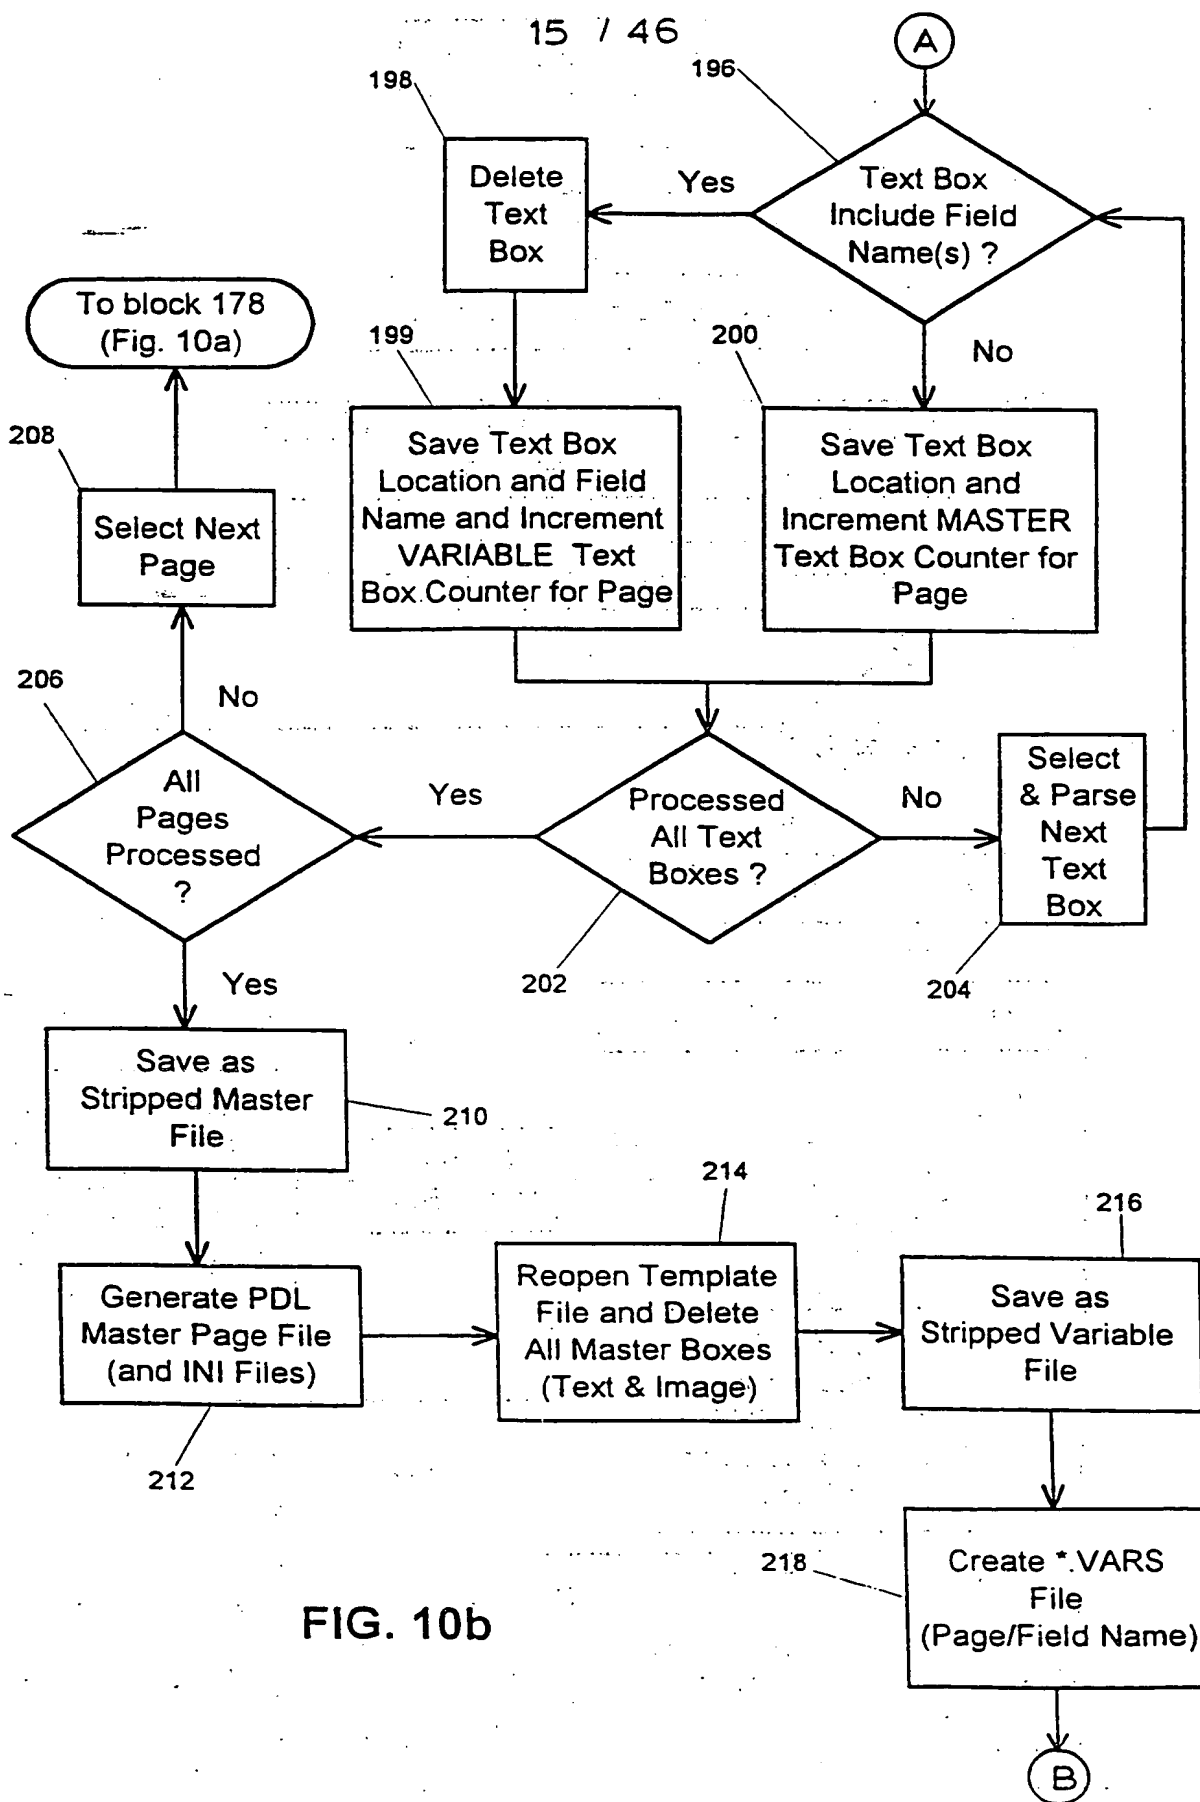 15 / 46
A
196
198
Text Box
Include Field
Name(s) ?
Yes
Delete
Text
Box
To block 178
(Fig. 10a)
199
200
No
208
Save Text Box
Location and Field
Name and Increment
VARIABLE Text
Box Counter for Page
Save Text Box
Location and
Increment MASTER
Text Box Counter for
Page
Select Next
Page
206
No
All
Pages
Processed
?
Yes
Processed
All Text
Boxes ?
No
Select
& Parse
Next
Text
Box
202
204
Yes
Save as
Stripped Master
File
210
214
216
Generate PDL
Master Page File
(and INI Files)
Reopen Template
File and Delete
All Master Boxes
(Text & Image)
Save as
Stripped Variable
File
212
218
Create *.VARS
File
(Page/Field Name)
FIG. 10b
B